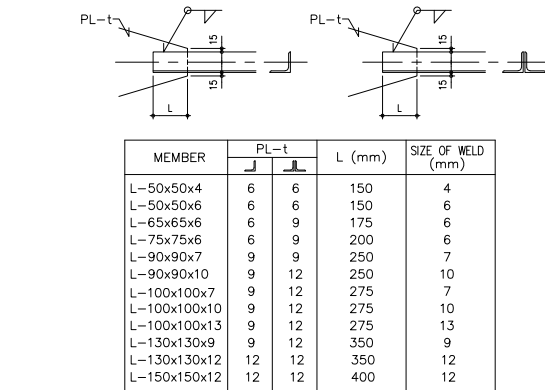 PL-t
15
15
L
PL-t
15
15
L
MEMBER PL-t L (mm) SIZE OF WELD (mm)
L-50x50x4 6 6 150 4
L-50x50x6 6 6 150 6
L-65x65x6 6 9 175 6
L-75x75x6 6 9 200 6
L-90x90x7 9 9 250 7
L-90x90x10 9 12 250 10
L-100x100x7 9 12 275 7
L-100x100x10 9 12 275 10
L-100x100x13 9 12 275 13
L-130x130x9 9 12 350 9
L-130x130x12 12 12 350 12
L-150x150x12 12 12 400 12